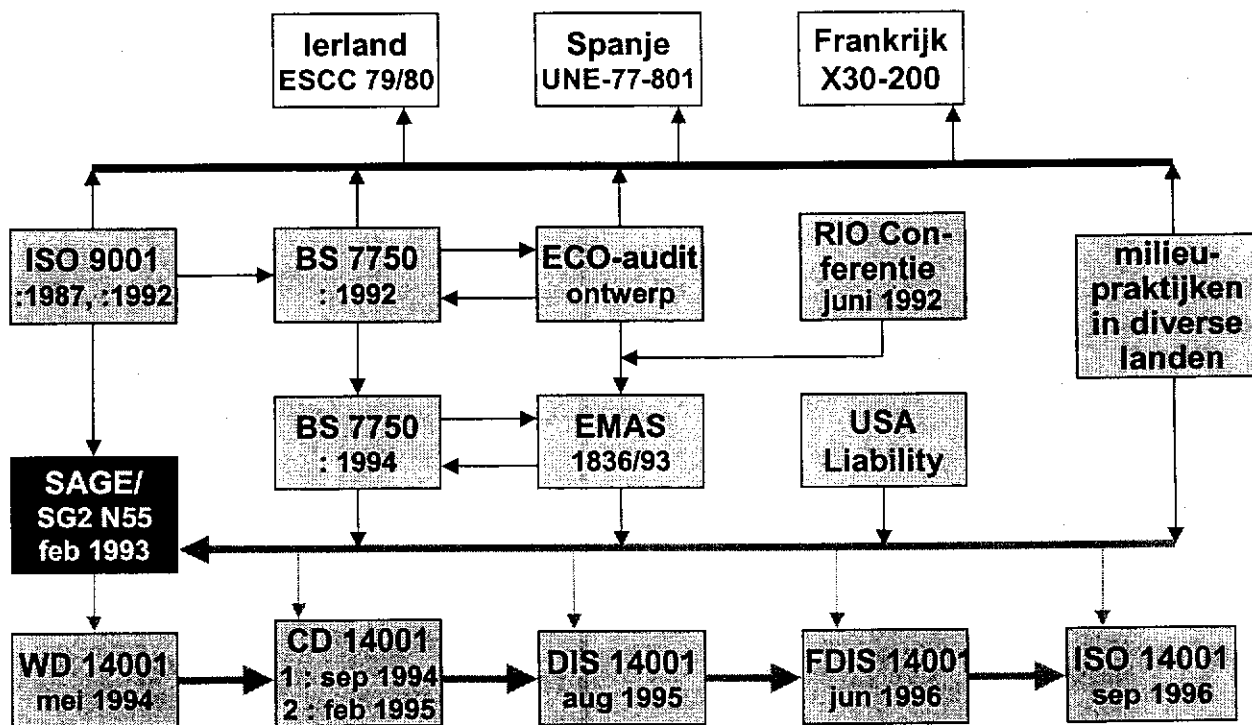 Ierland
ESCC 79/80
Spanje
UNE-77-801
Frankrijk
X30-200
ISO 9001
:1987, :1992
BS 7750
: 1992
ECO-audit
ontwerp
RIO Con-
ferentie
juni 1992
milieu-
praktijken
in diverse
landen
BS 7750
: 1994
EMAS
1836/93
USA
Liability
SAGE/
SG2 N55
feb 1993
WD 14001
mei 1994
CD 14001
1 : sep 1994
2 : feb 1995
DIS 14001
aug 1995
FDIS 14001
jun 1996
ISO 14001
sep 1996